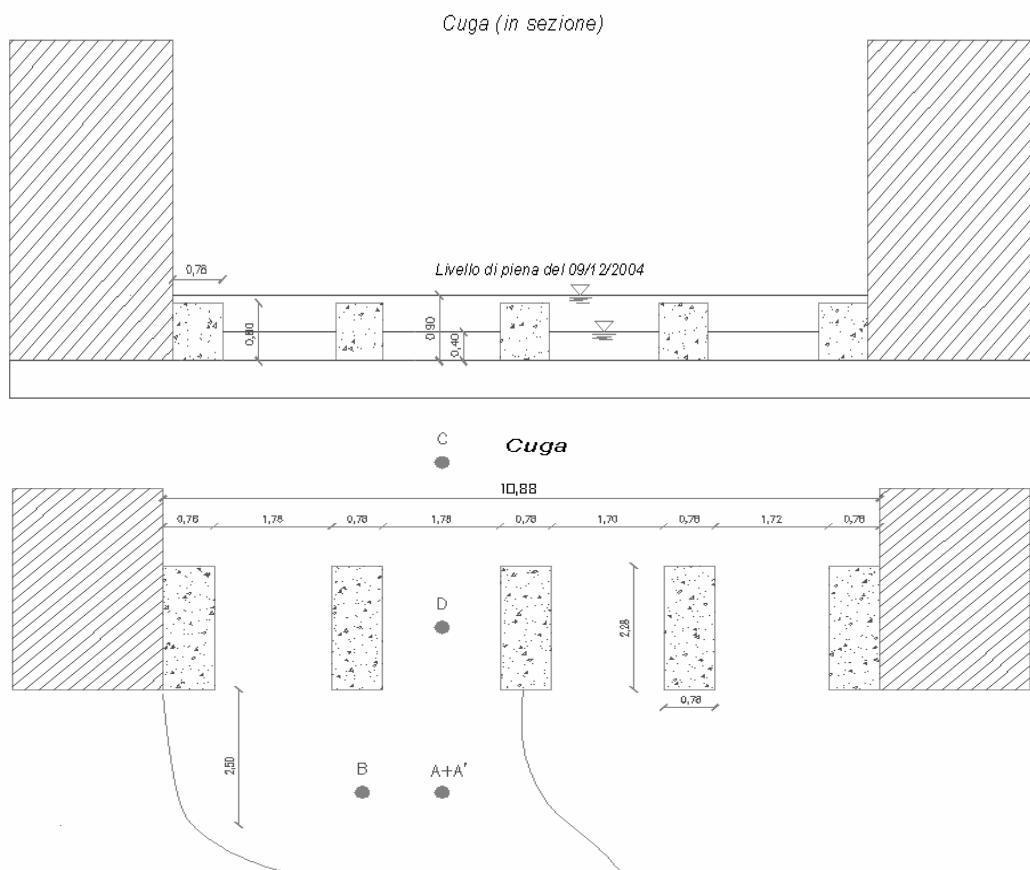 Cuga (in sezione)
0,78
Livello di piena del 09/12/2004
0,80
0,90
0,40
C
Cuga
10,88
0,78 1,78 0,78 1,78 0,78 1,70 0,78 1,72 0,78
D
2,28
0,78
2,50
B A+A'